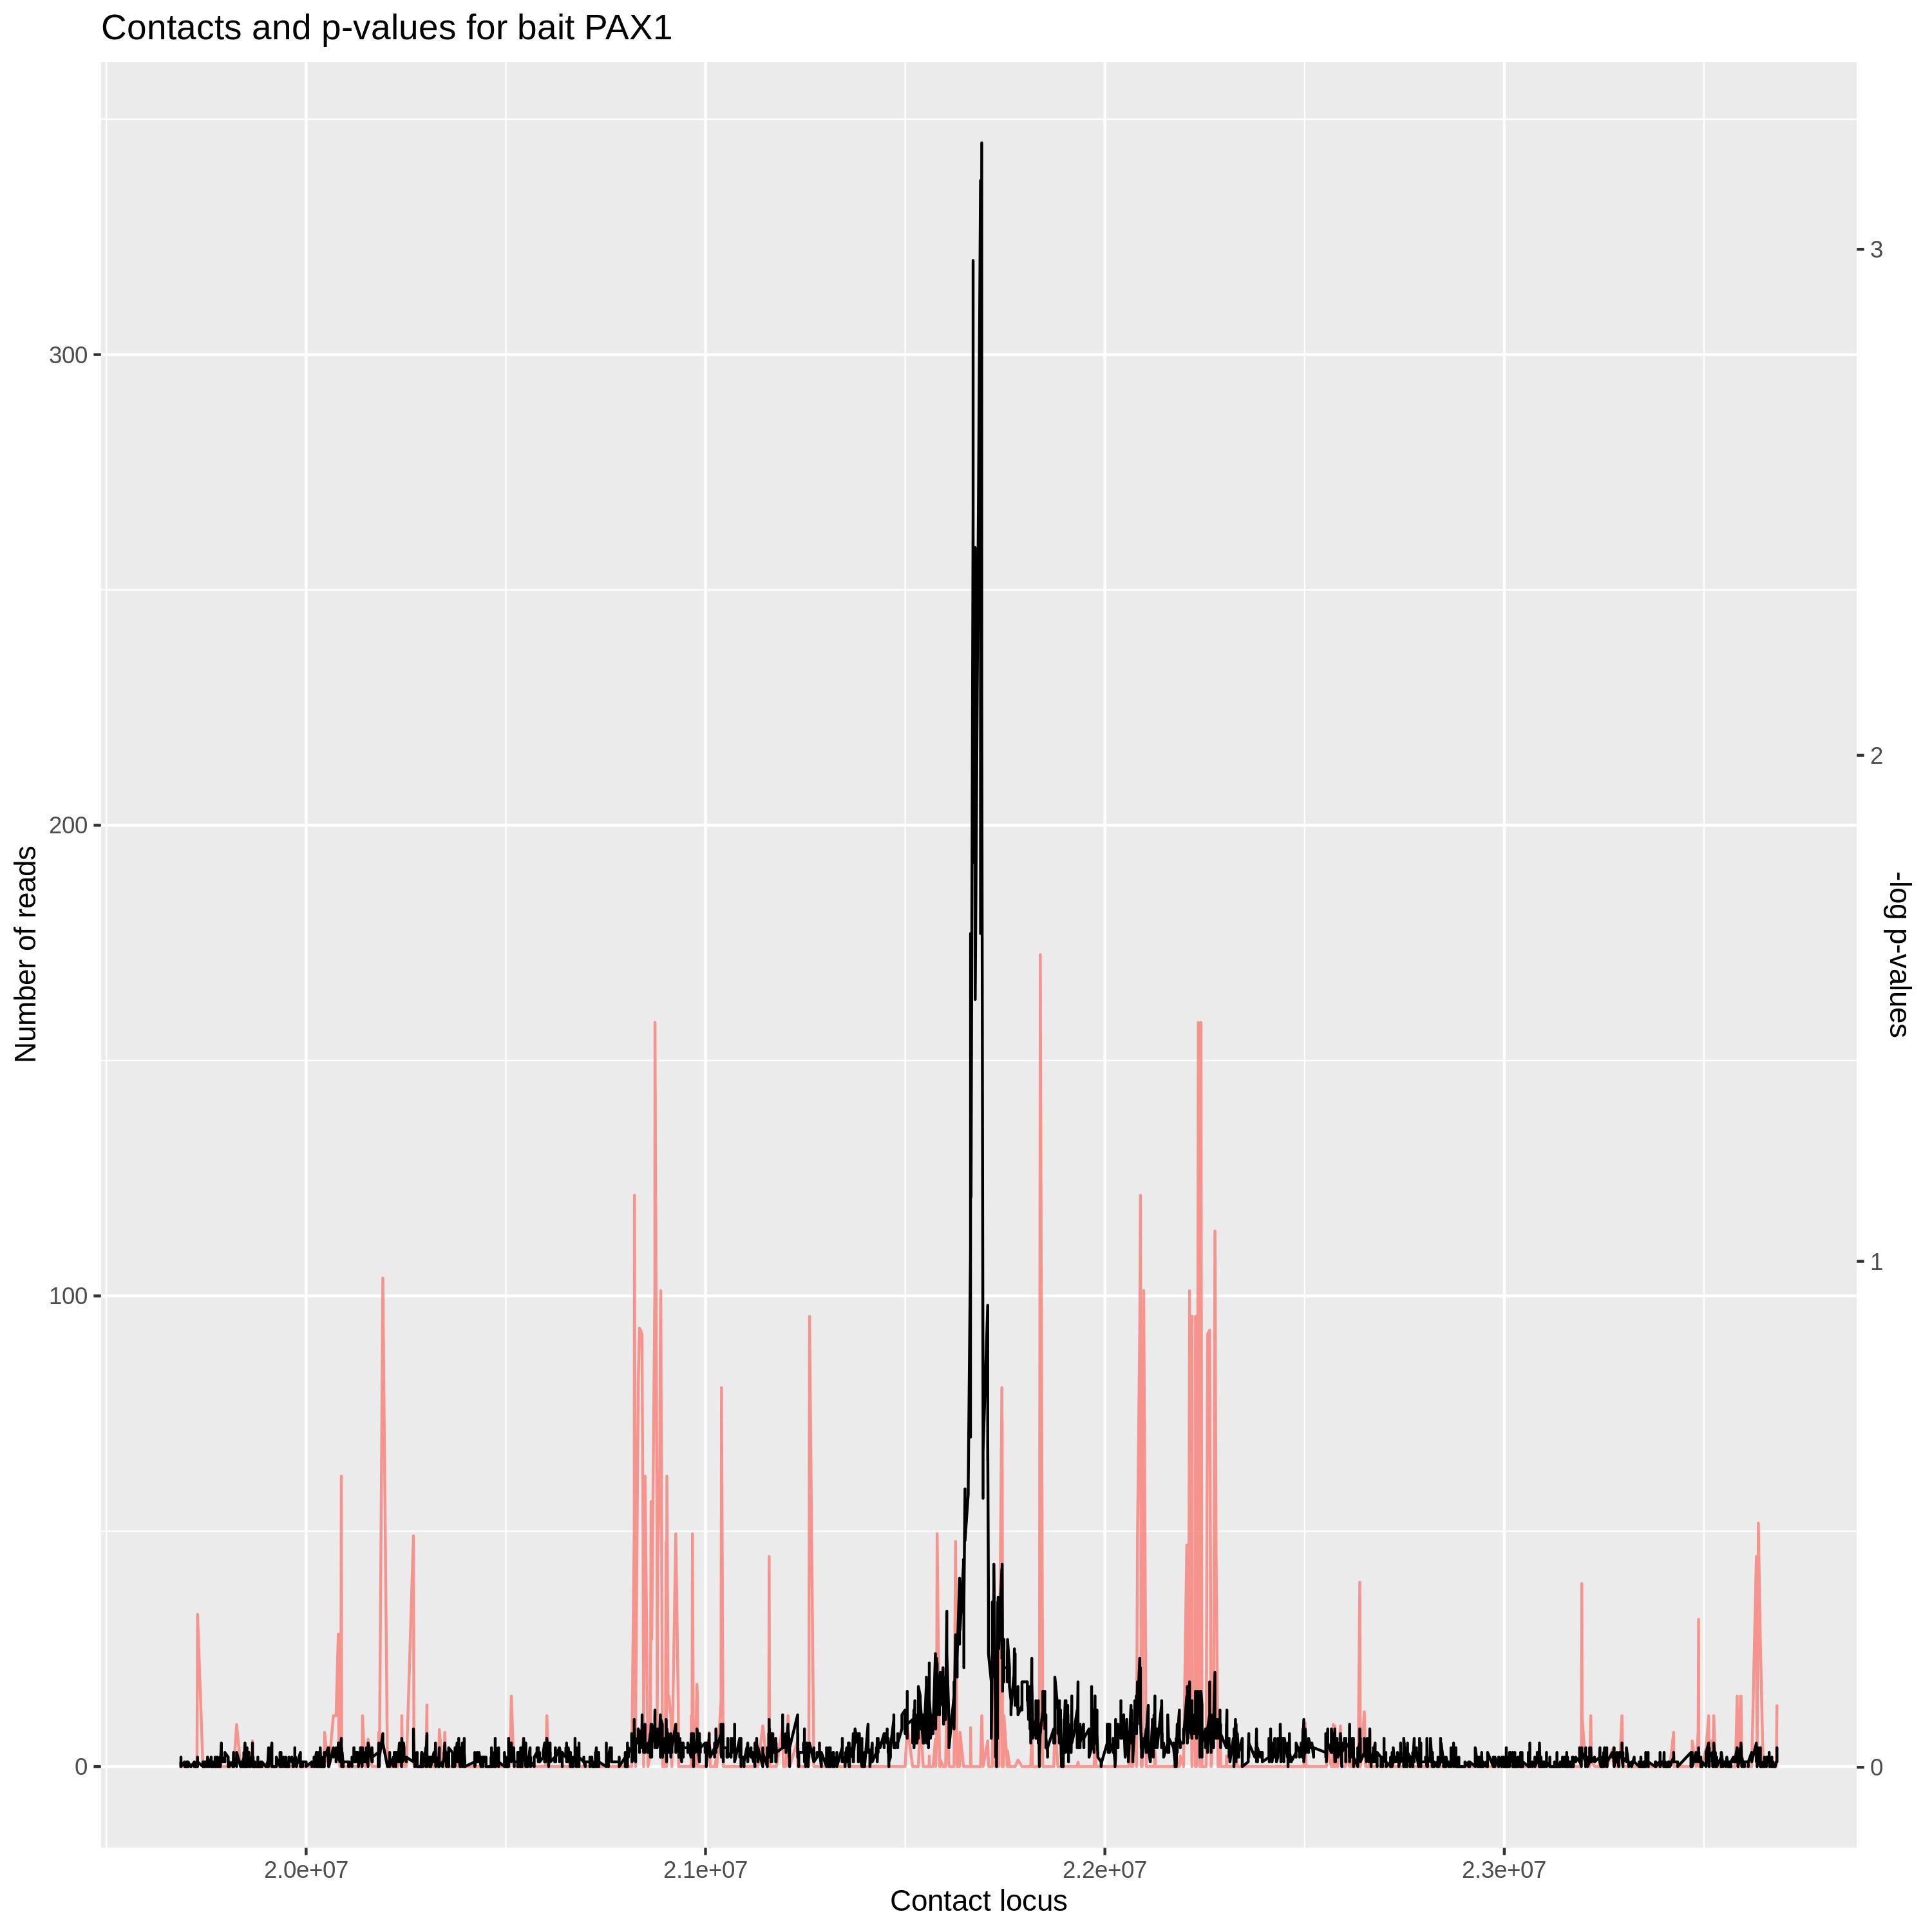 Contacts and p-values for bait PAX1
300
200
100
0
3
2
1
0
Number of reads
-log p-values
2.0e+07
2.1e+07
2.2e+07
2.3e+07
Contact locus